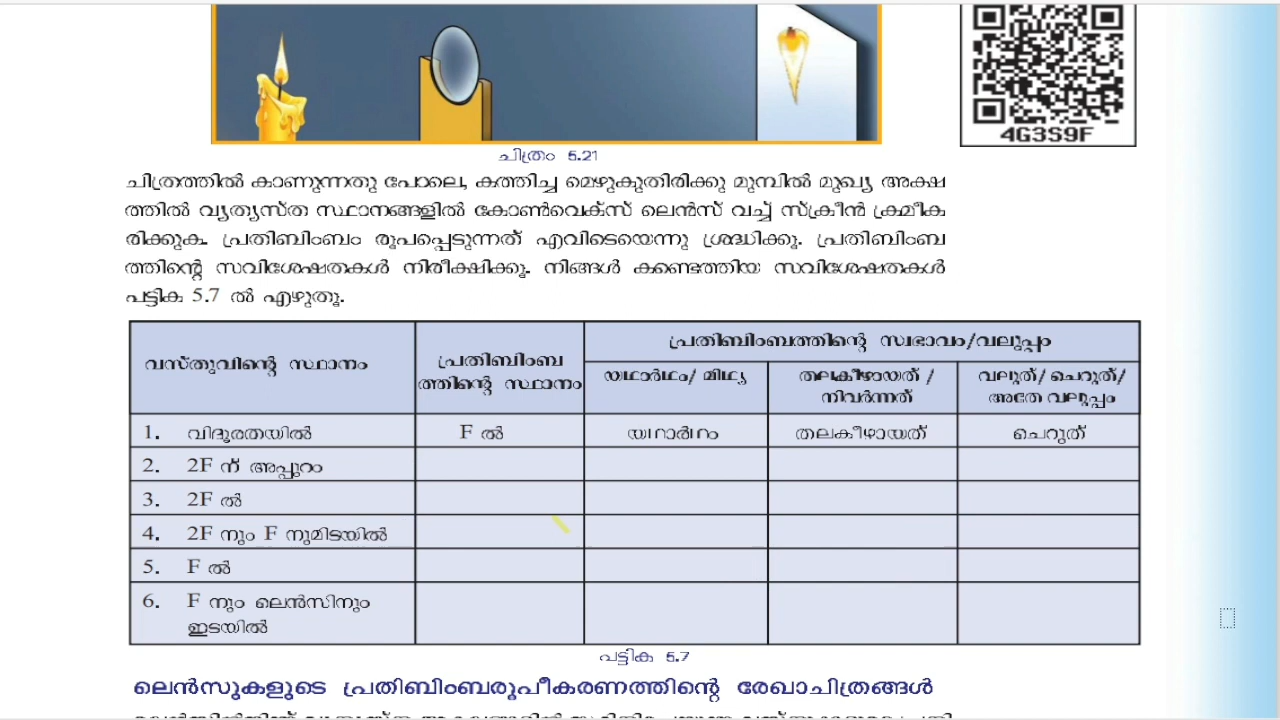 4G3S9F
ചിത്രം 5.21
ചിത്രത്തിൽ കാണുന്നതു പോലെ, കത്തിച്ച മെഴുകുതിരിക്കു മുമ്പിൽ മുഖ്യ അക്ഷ
ത്തിൽ വ്യത്യസ്ത സ്ഥാനങ്ങളിൽ കോൺവെക്സ് ലെൻസ് വച്ച് സ്ക്രീൻ ക്രമീക
രിക്കുക. പ്രതിബിംബം രൂപപ്പെടുന്നത് എവിടെയെന്നു ശ്രദ്ധിക്കൂ. പ്രതിബിംബ
ത്തിന്റെ സവിശേഷതകൾ നിരീക്ഷിക്കൂ. നിങ്ങൾ കണ്ടെത്തിയ സവിശേഷതകൾ
പട്ടിക 5.7 ൽ എഴുതൂ.
വസ്തുവിന്റെ സ്ഥാനം
പ്രതിബിംബ
ത്തിന്റെ സ്ഥാനം
പ്രതിബിംബത്തിന്റെ സ്വഭാവം/വലുപ്പം
യഥാർഥം/ മിഥ്യ
തലകീഴായത് /
നിവർന്നത്
വലുത്/ ചെറുത്/
അതേ വലുപ്പം
1. വിദൂരതയിൽ F ൽ യഥാർഥം തലകീഴായത് ചെറുത്
2. 2F ന് അപ്പുറം
3. 2F ൽ
4. 2F നും F നുമിടയിൽ
5. F ൽ
6. F നും ലെൻസിനും
ഇടയിൽ
പട്ടിക 5.7
ലെൻസുകളുടെ പ്രതിബിംബരൂപീകരണത്തിന്റെ രേഖാചിത്രങ്ങൾ